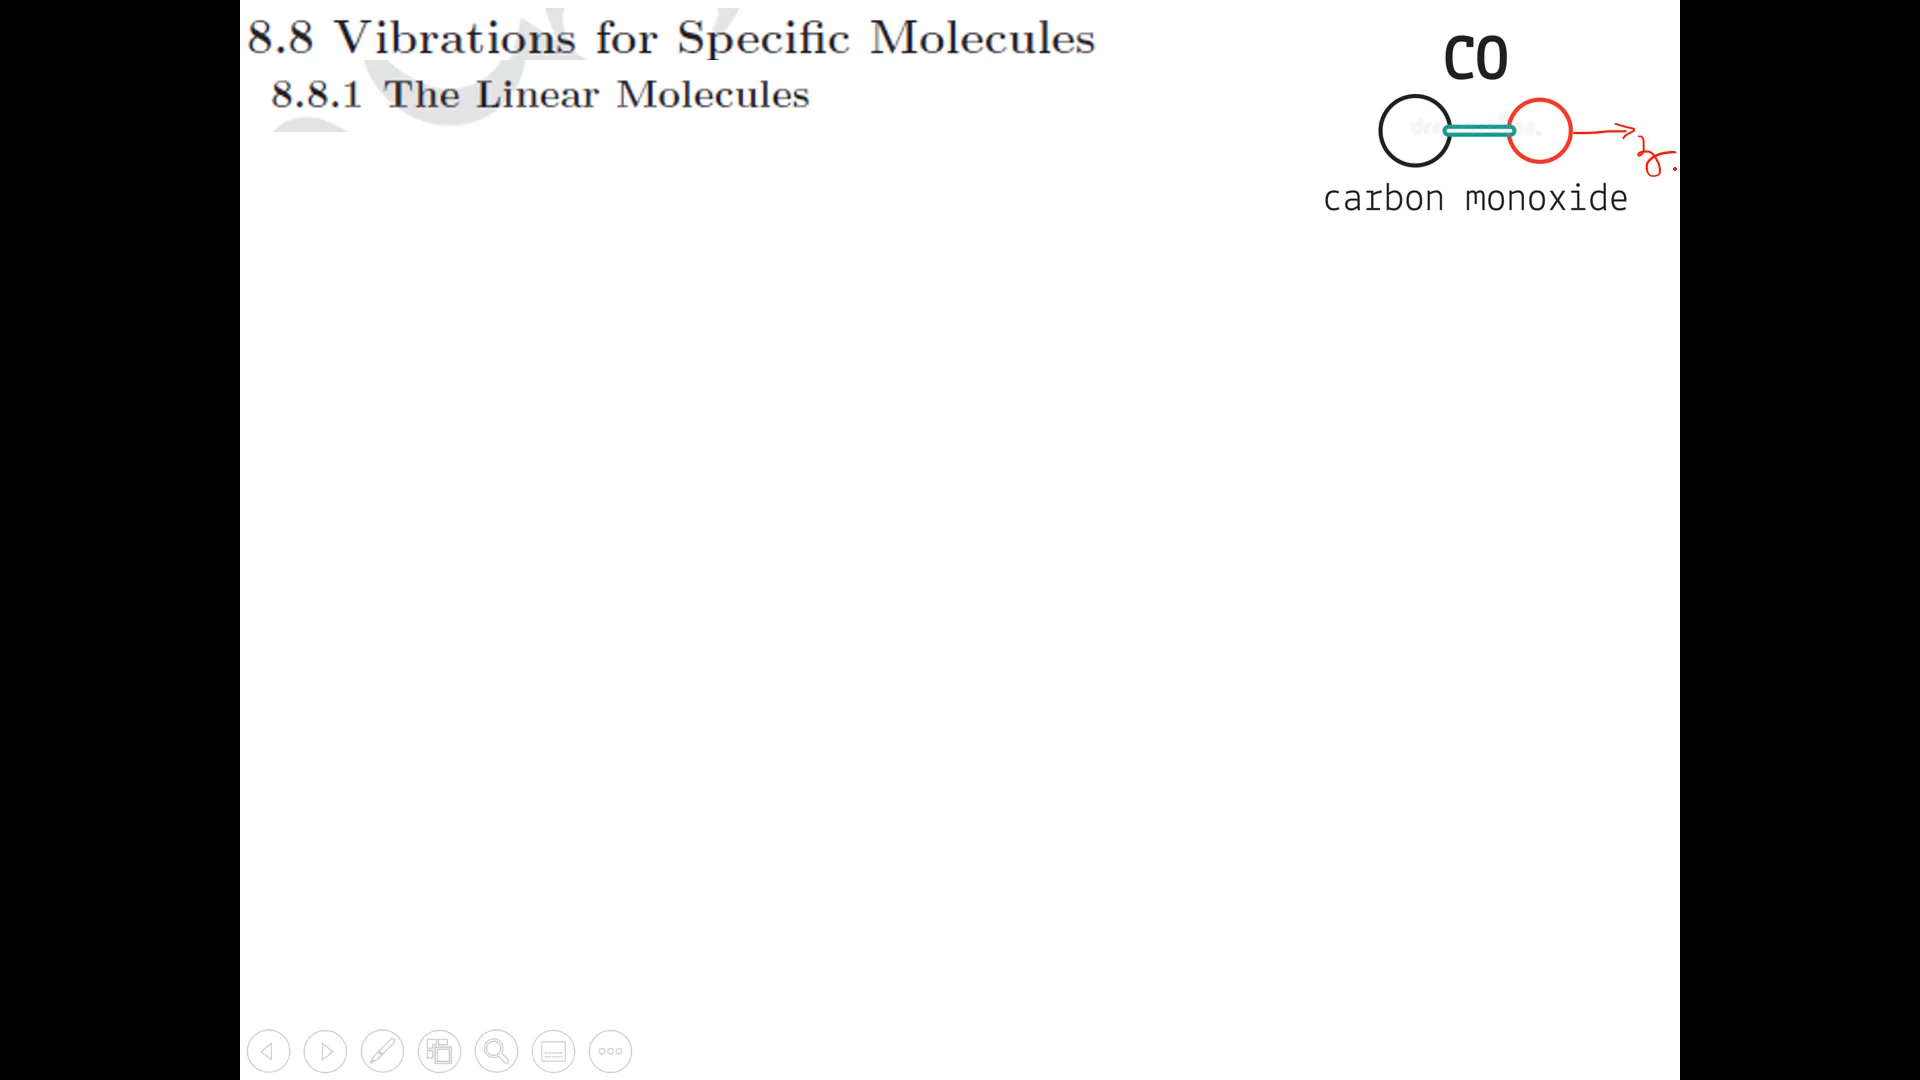 8.8 Vibrations for Specific Molecules
8.8.1 The Linear Molecules
CO
carbon monoxide